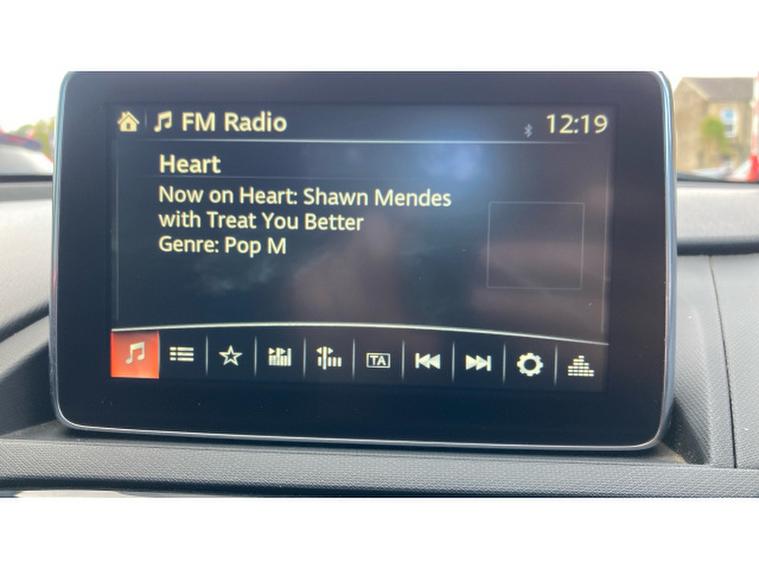 FM Radio
12:19
Heart
Now on Heart: Shawn Mendes
with Treat You Better
Genre: Pop M
TA